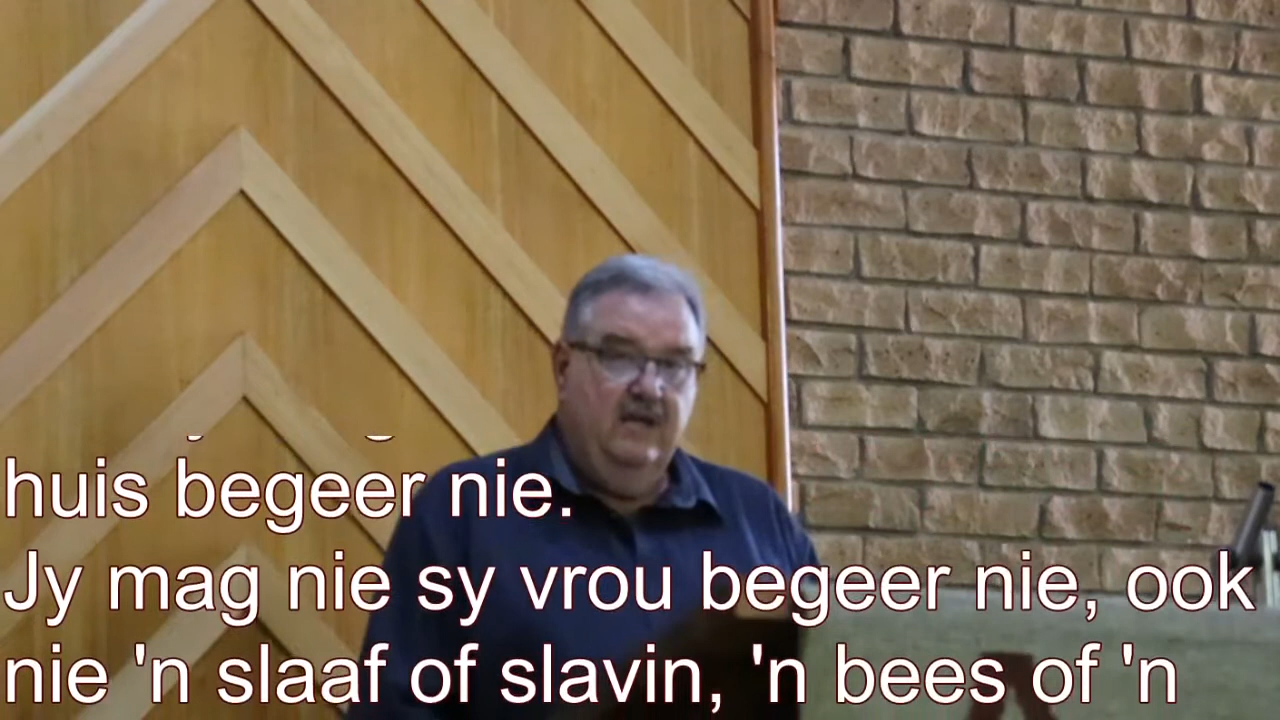 huis begeer nie.
Jy mag nie sy vrou begeer nie, ook
nie 'n slaaf of slavin, 'n bees of 'n